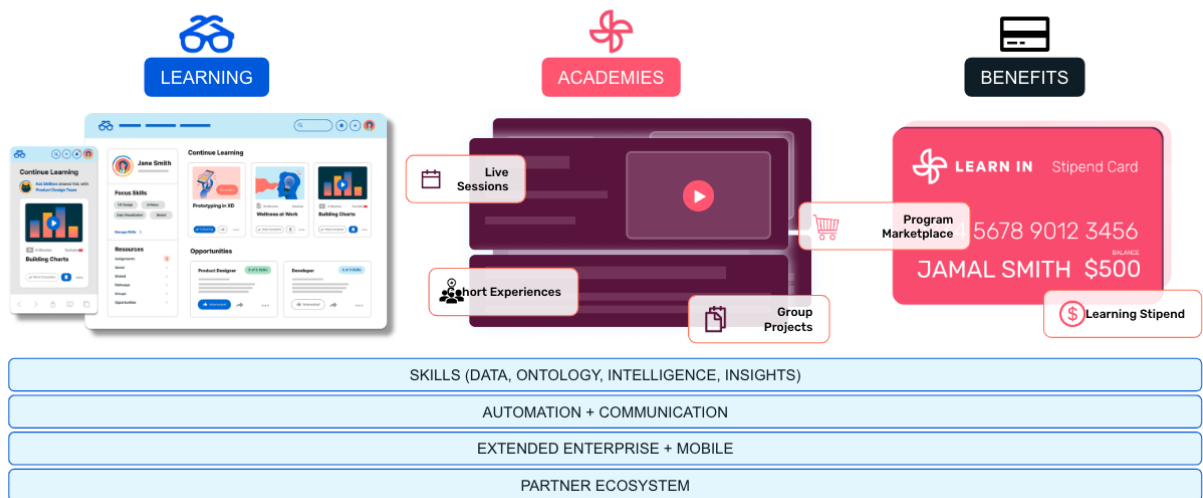 LEARNING
ACADEMIES
BENEFITS
Continue Learning
Building Charts
Jane Smith
Focus Skills
Resources
Opportunities
Continue Learning
Prototyping in XD
Wellness at Work
Building Charts
Opportunities
Product Designer
Developer
Live
Sessions
Cohort Experiences
Group
Projects
Program
Marketplace
LEARN IN
Stipend Card
5678 9012 3456
BALANCE
JAMAL SMITH $500
Learning Stipend
SKILLS (DATA, ONTOLOGY, INTELLIGENCE, INSIGHTS)
AUTOMATION + COMMUNICATION
EXTENDED ENTERPRISE + MOBILE
PARTNER ECOSYSTEM